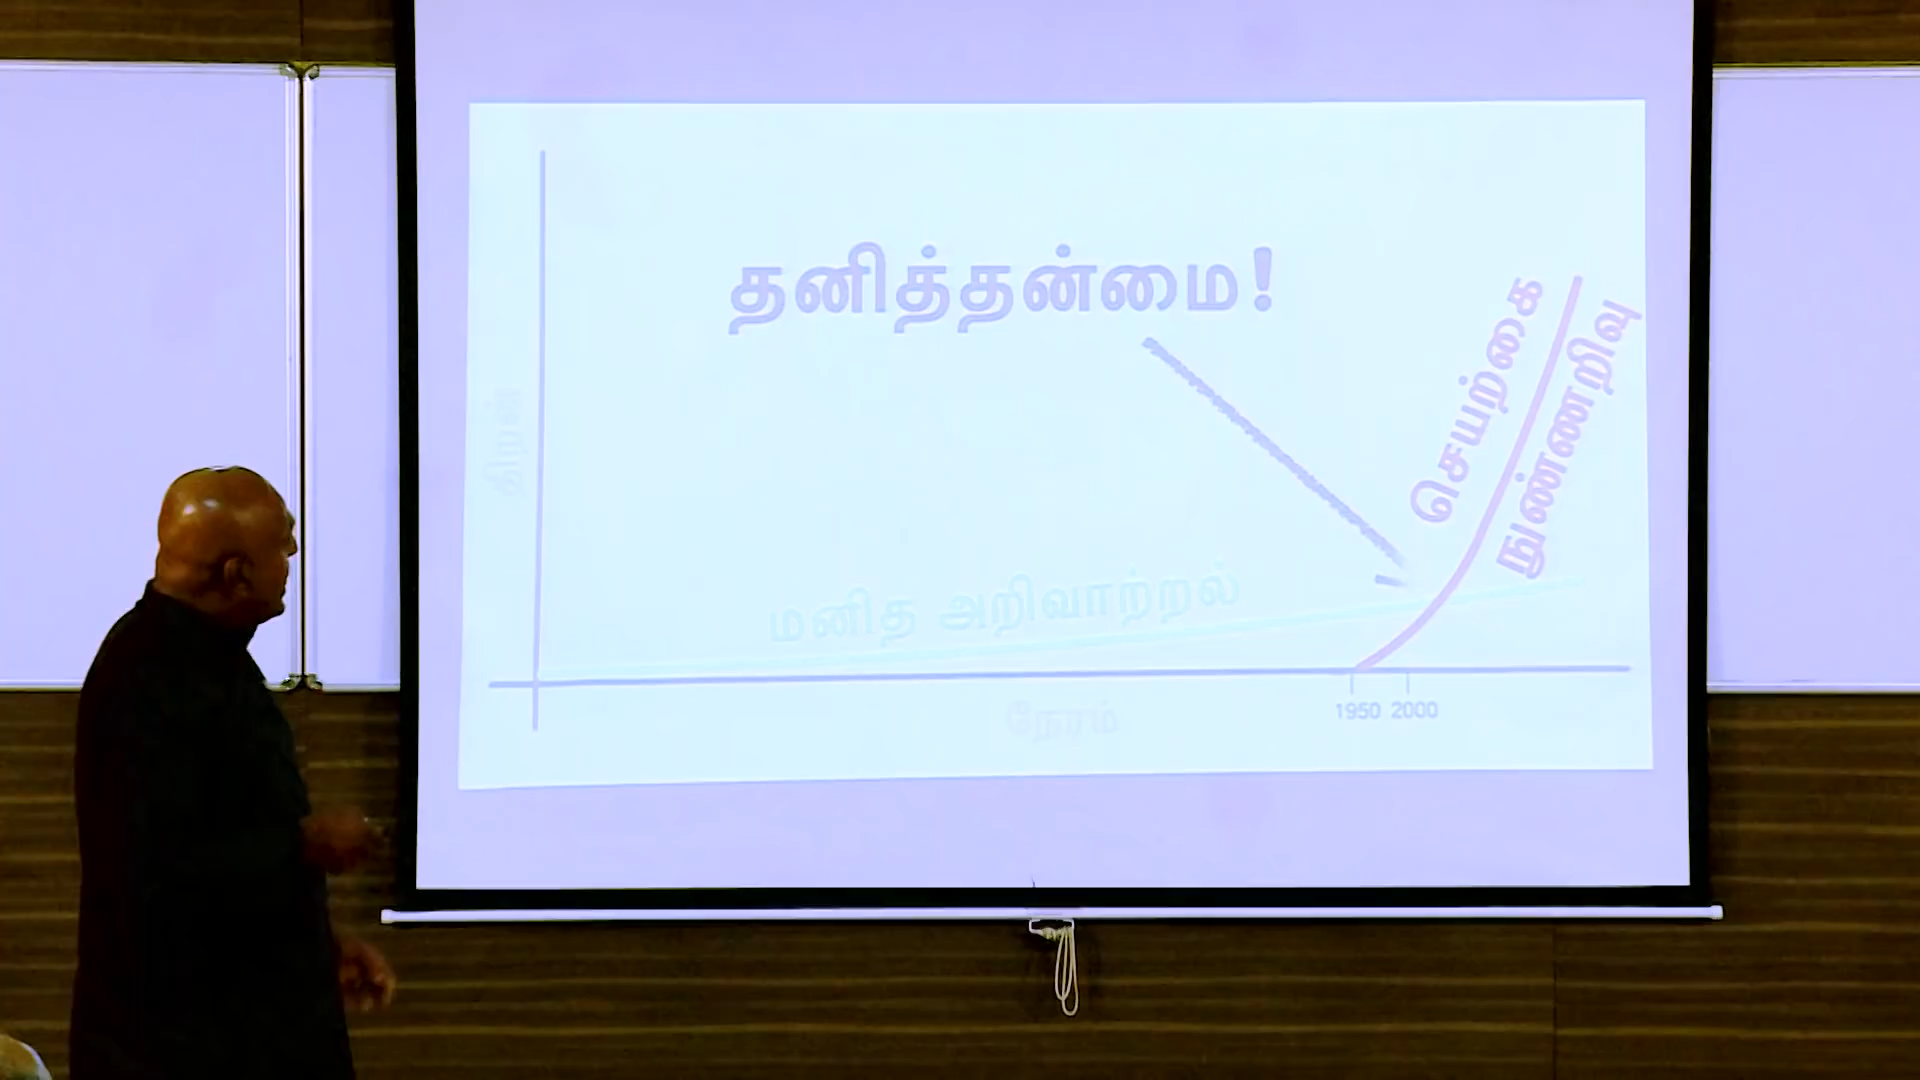 தனித்தன்மை!
செயற்கை
நுண்ணறிவு
திறன்
மனித அறிவாற்றல்
நேரம்
1950 2000